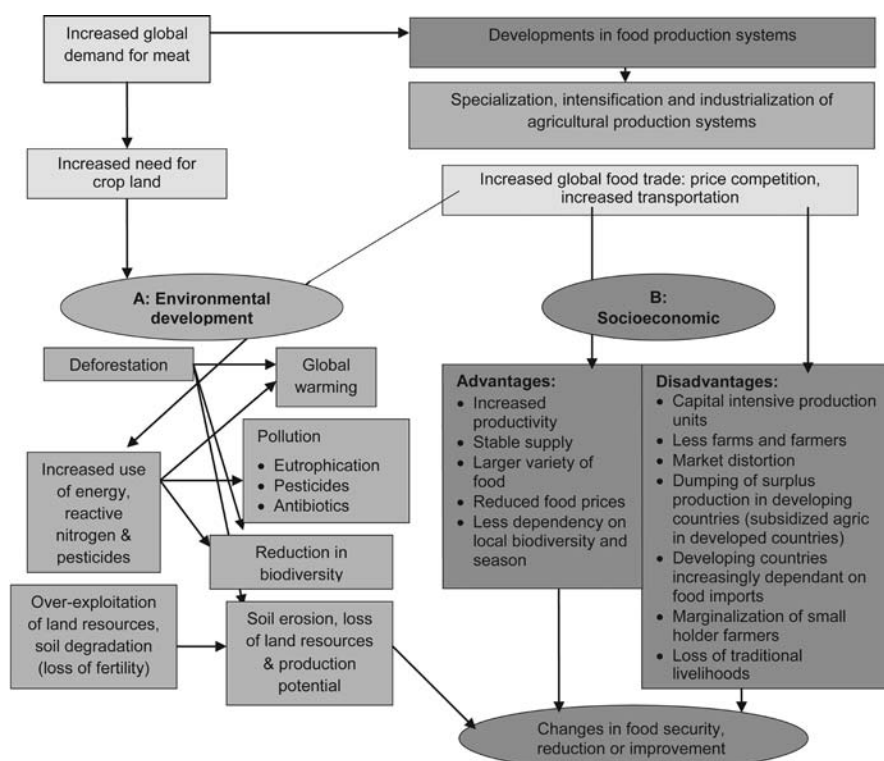 Increased global
demand for meat
Developments in food production systems
Specialization, intensification and industrialization of
agricultural production systems
Increased need for
crop land
Increased global food trade: price competition,
increased transportation
A: Environmental
development
B:
Socioeconomic
Deforestation
Global
warming
Pollution
• Eutrophication
• Pesticides
• Antibiotics
Increased use
of energy,
reactive
nitrogen &
pesticides
Reduction in
biodiversity
Over-exploitation
of land resources,
soil degradation
(loss of fertility)
Soil erosion, loss
of land resources
& production
potential
Advantages:
• Increased
productivity
• Stable supply
• Larger variety of
food
• Reduced food prices
• Less dependency on
local biodiversity and
season
Disadvantages:
• Capital intensive production
units
• Less farms and farmers
• Market distortion
• Dumping of surplus
production in developing
countries (subsidized agric
in developed countries)
• Developing countries
increasingly dependant on
food imports
• Marginalization of small
holder farmers
• Loss of traditional
livelihoods
Changes in food security,
reduction or improvement